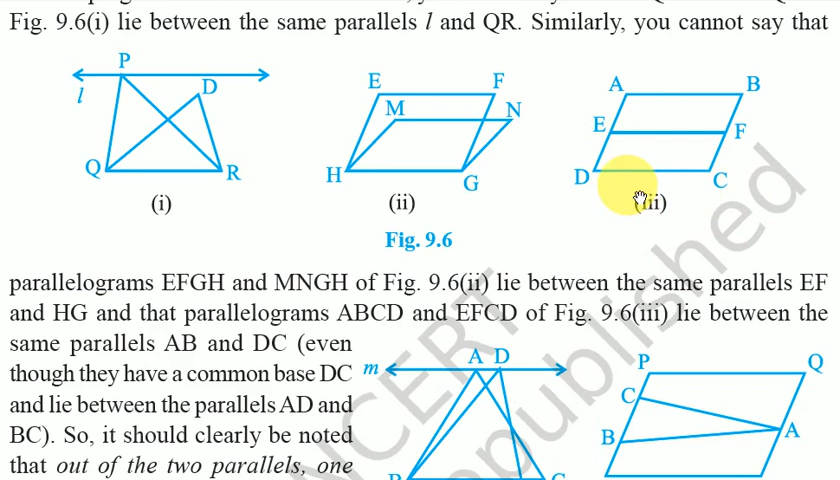 Fig. 9.6(i) lie between the same parallels l and QR. Similarly, you cannot say that
P
l
D
Q
R
(i)
E
F
M
N
H
G
(ii)
A
B
E
F
D
C
Fig. 9.6
parallelograms EFGH and MNGH of Fig. 9.6(ii) lie between the same parallels EF
and HG and that parallelograms ABCD and EFCD of Fig. 9.6(iii) lie between the
same parallels AB and DC (even
though they have a common base DC
and lie between the parallels AD and
BC). So, it should clearly be noted
that out of the two parallels, one
m
A D
P
Q
C
B
A
NCERT